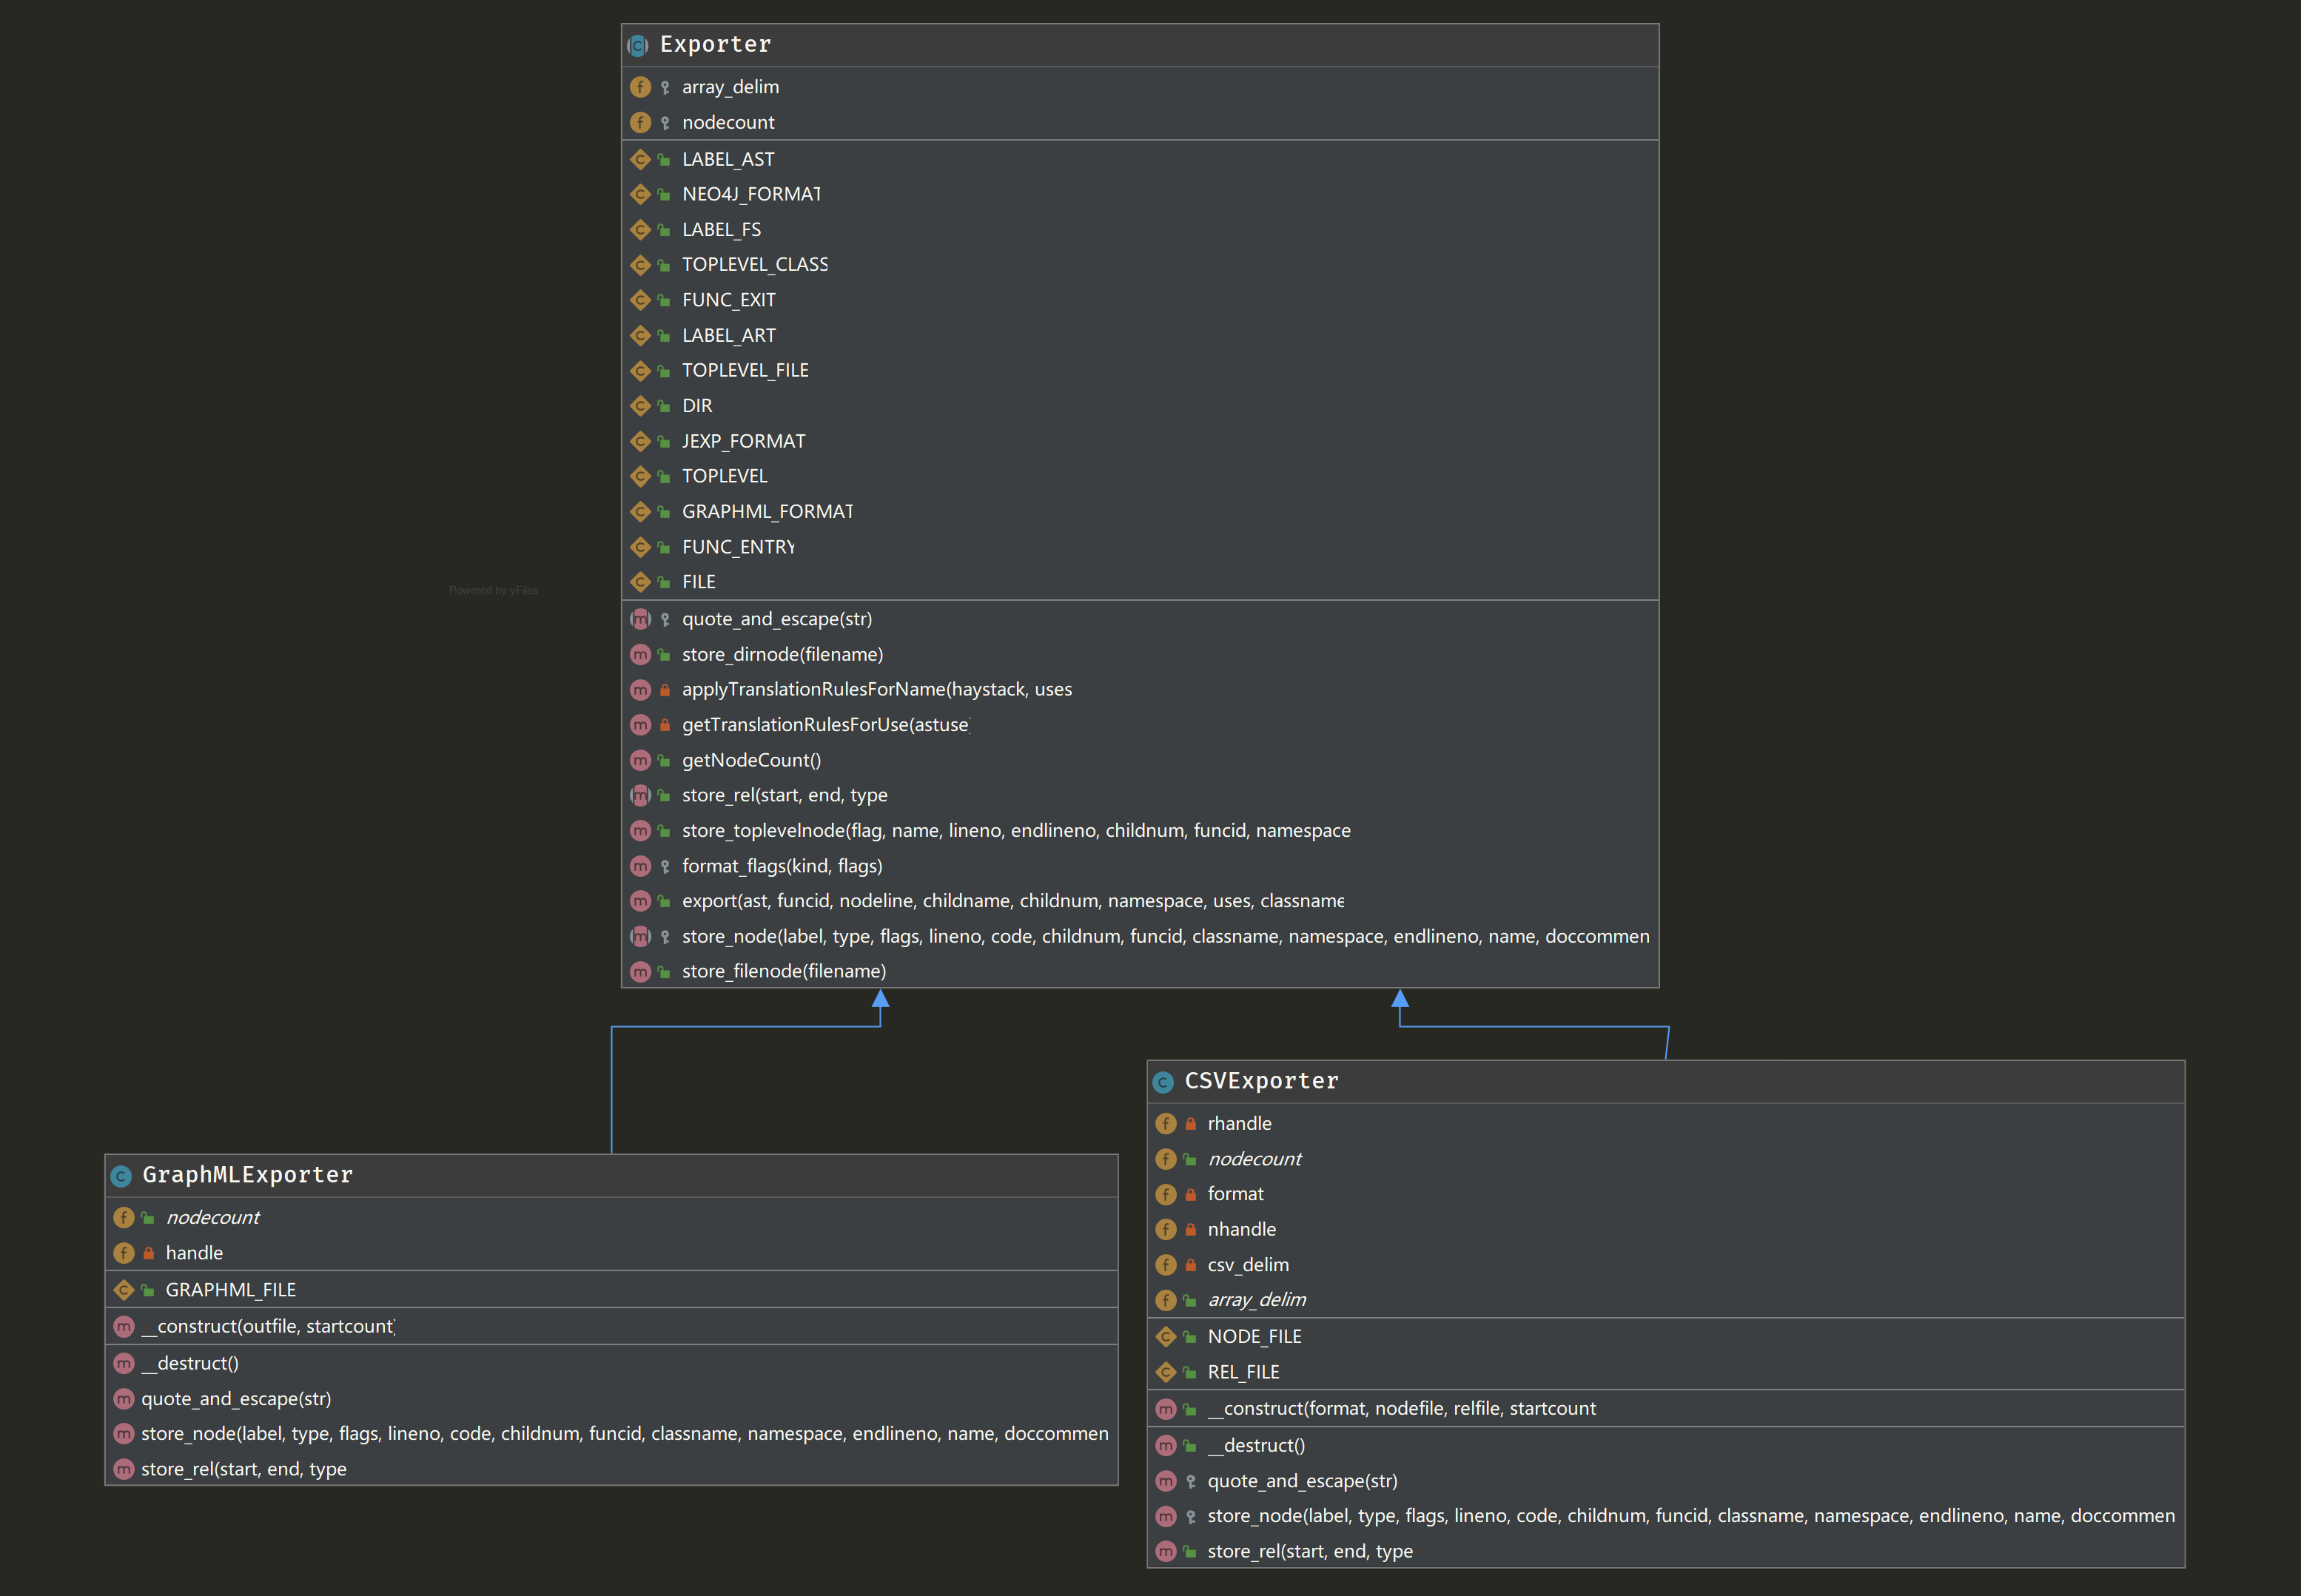 Exporter
array_delim
nodecount
LABEL_AST
NEO4J_FORMAT
LABEL_FS
TOPLEVEL_CLASS
FUNC_EXIT
LABEL_ART
TOPLEVEL_FILE
DIR
JEXP_FORMAT
TOPLEVEL
GRAPHML_FORMAT
FUNC_ENTRY
FILE
Powered by yFiles
quote_and_escape(str)
store_dirnode(filename)
applyTranslationRulesForName(haystack, uses
getTranslationRulesForUse(astuse)
getNodeCount()
store_rel(start, end, type
store_toplevelnode(flag, name, lineno, endlineno, childnum, funcid, namespace
format_flags(kind, flags)
export(ast, funcid, nodeline, childname, childnum, namespace, uses, classname
store_node(label, type, flags, lineno, code, childnum, funcid, classname, namespace, endlineno, name, doccommen
store_filenode(filename)
GraphMLExporter
nodecount
handle
GRAPHML_FILE
__construct(outfile, startcount)
__destruct()
quote_and_escape(str)
store_node(label, type, flags, lineno, code, childnum, funcid, classname, namespace, endlineno, name, doccommen
store_rel(start, end, type
CSVExporter
rhandle
nodecount
format
nhandle
csv_delim
array_delim
NODE_FILE
REL_FILE
__construct(format, nodefile, relfile, startcount
__destruct()
quote_and_escape(str)
store_node(label, type, flags, lineno, code, childnum, funcid, classname, namespace, endlineno, name, doccommen
store_rel(start, end, type